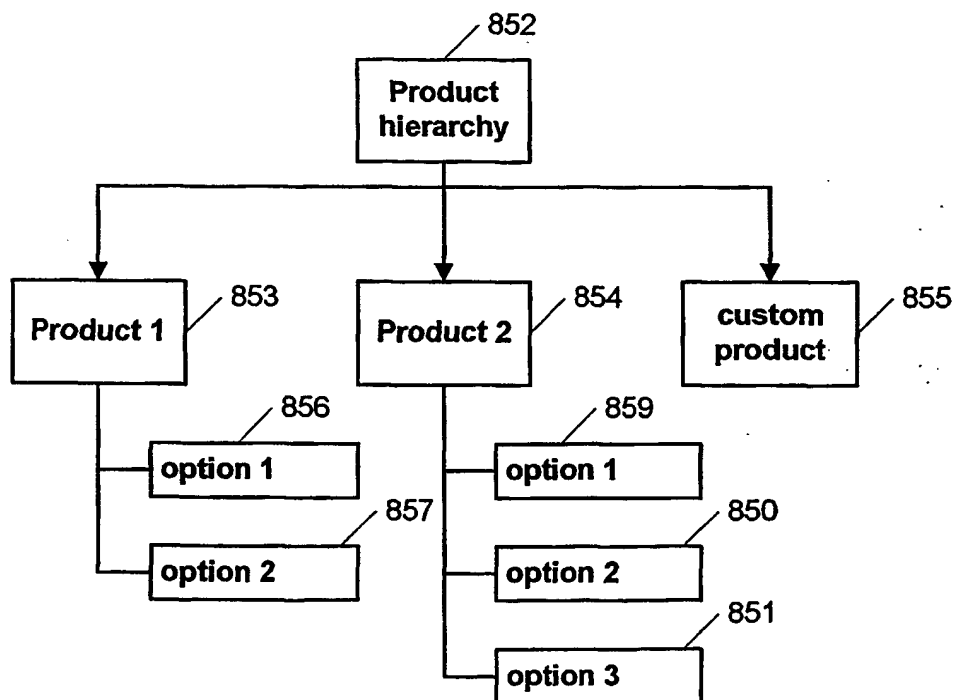 852
Product
hierarchy
853
854
855
Product 1
Product 2
custom
product
856
859
option 1
option 1
857
850
option 2
option 2
851
option 3